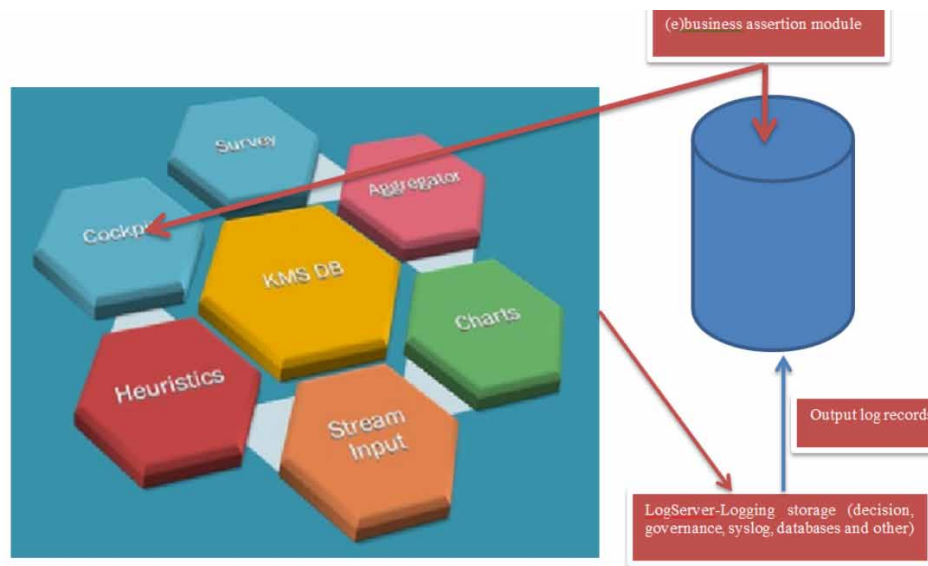 (e)business assertion module
Survey
Aggregator
Cockpit
KMS DB
Charts
Heuristics
Stream
Input
Output log records
LogServer-Logging storage (decision,
governance, syslog, databases and other)